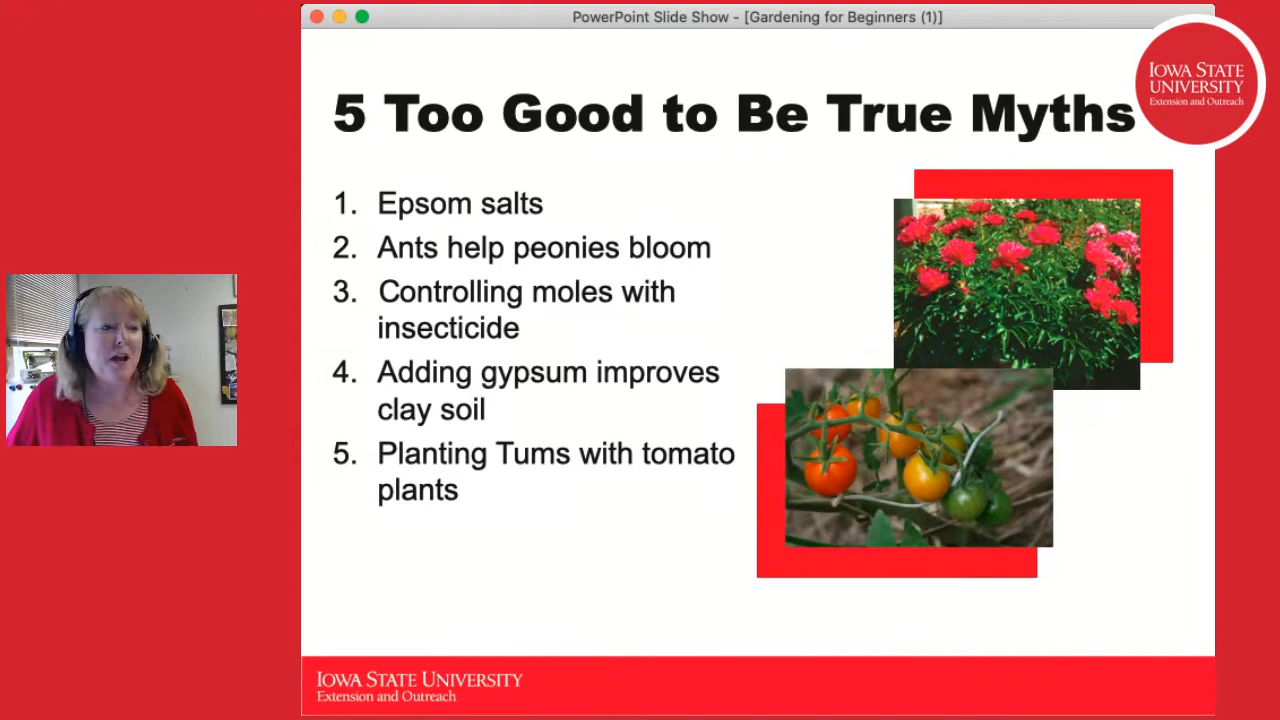 PowerPoint Slide Show - [Gardening for Beginners (1)]
IOWA STATE
UNIVERSITY
Extension and Outreach
5 Too Good to Be True Myths
1. Epsom salts
2. Ants help peonies bloom
3. Controlling moles with
insecticide
4. Adding gypsum improves
clay soil
5. Planting Tums with tomato
plants
IOWA STATE UNIVERSITY
Extension and Outreach